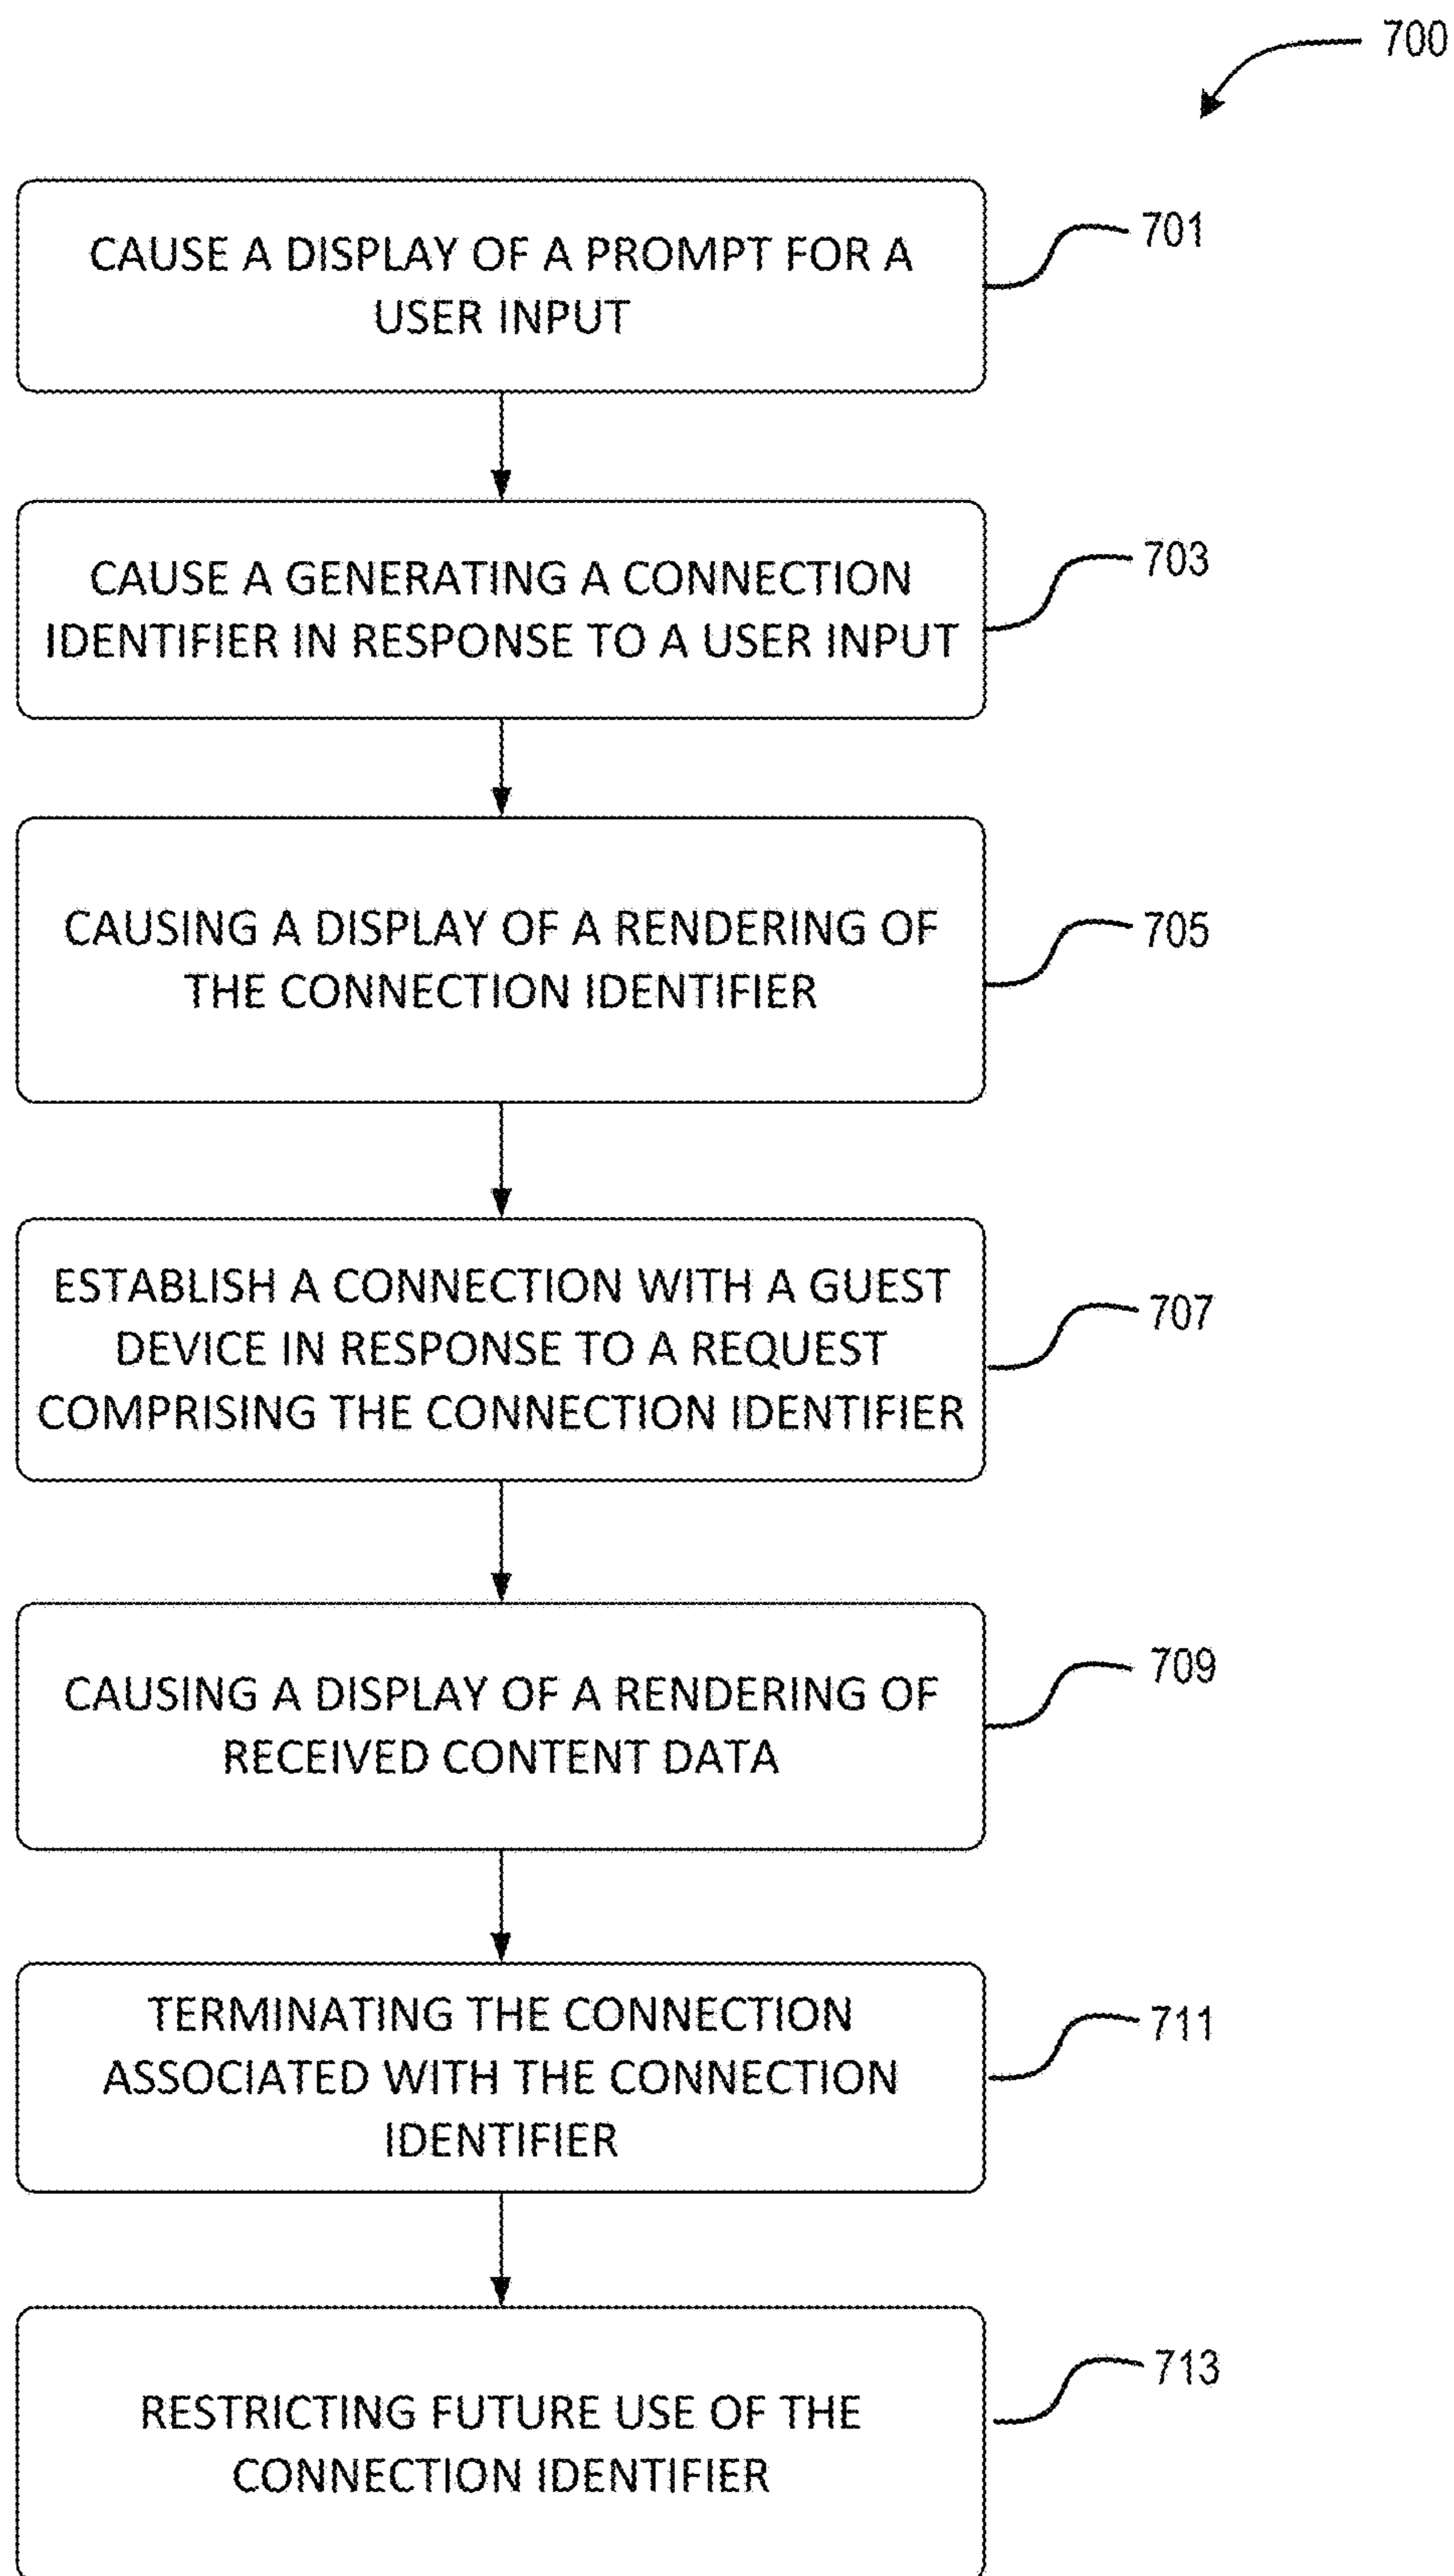 700
CAUSE A DISPLAY OF A PROMPT FOR A
USER INPUT
701
CAUSE A GENERATING A CONNECTION
IDENTIFIER IN RESPONSE TO A USER INPUT
703
CAUSING A DISPLAY OF A RENDERING OF
THE CONNECTION IDENTIFIER
705
ESTABLISH A CONNECTION WITH A GUEST
DEVICE IN RESPONSE TO A REQUEST
COMPRISING THE CONNECTION IDENTIFIER
707
CAUSING A DISPLAY OF A RENDERING OF
RECEIVED CONTENT DATA
709
TERMINATING THE CONNECTION
ASSOCIATED WITH THE CONNECTION
IDENTIFIER
711
RESTRICTING FUTURE USE OF THE
CONNECTION IDENTIFIER
713